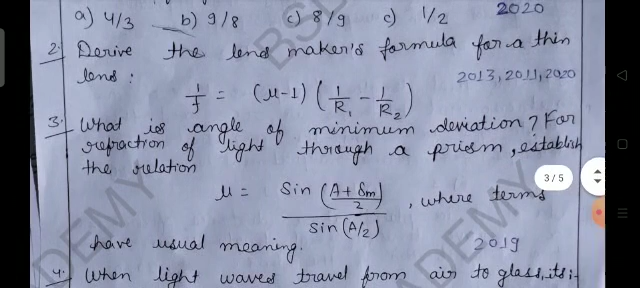 a) 4/3 b) 9/8 c) 8/9 c) 1/2 2020
2. Derive the lens maker's formula for a thin
lens: 2013, 2011, 2020
1/f = (μ-1) (1/R₁ - 1/R₂)
3. What is angle of minimum deviation? For
refraction of light through a prism, establish
the relation
3/5
μ = sin (A+δm/2) / sin (A/2) , where terms
have usual meaning. 2019
4. When light waves travel from air to glass, its